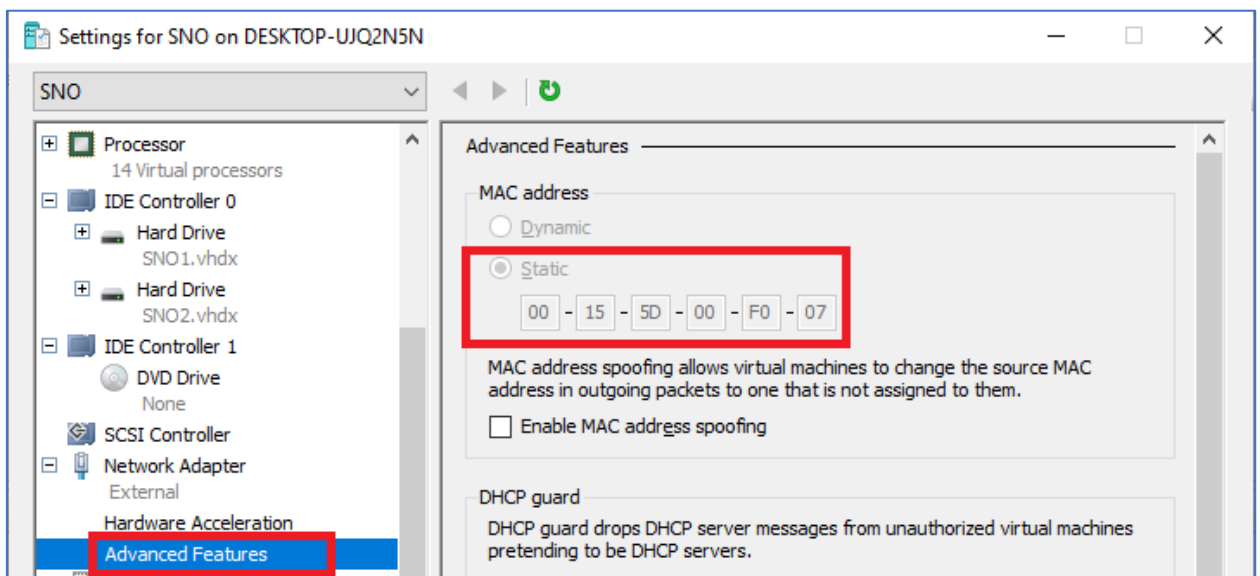 Settings for SNO on DESKTOP-UJQ2N5N
SNO
Processor
14 Virtual processors
IDE Controller 0
Hard Drive
SNO1.vhdx
Hard Drive
SNO2.vhdx
IDE Controller 1
DVD Drive
None
SCSI Controller
Network Adapter
External
Hardware Acceleration
Advanced Features
Advanced Features
MAC address
Dynamic
Static
00 - 15 - 5D - 00 - F0 - 07
MAC address spoofing allows virtual machines to change the source MAC
address in outgoing packets to one that is not assigned to them.
Enable MAC address spoofing
DHCP guard
DHCP guard drops DHCP server messages from unauthorized virtual machines
pretending to be DHCP servers.